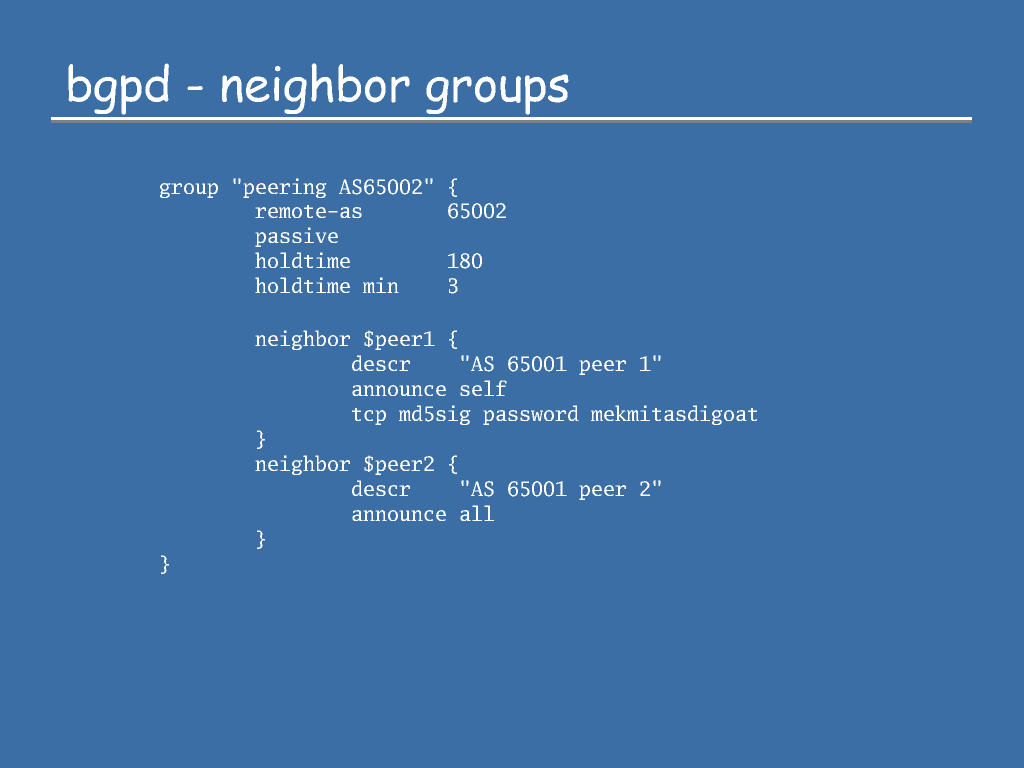 bgpd - neighbor groups
group "peering AS65002" {
remote-as 65002
passive
holdtime 180
holdtime min 3
neighbor $peer1 {
descr "AS 65001 peer 1"
announce self
tcp md5sig password mekmitasdigoat
}
neighbor $peer2 {
descr "AS 65001 peer 2"
announce all
}
}